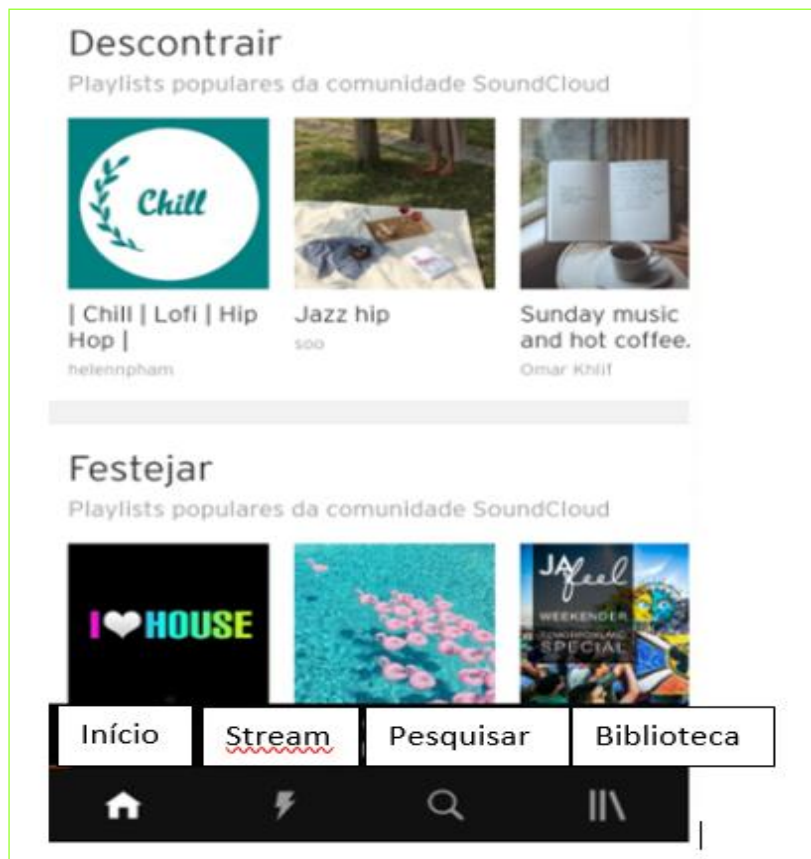 Descontrair
Playlists populares da comunidade SoundCloud
Chill
| Chill | Lofi | Hip
Hop |
helennpham
Jazz hip
soo
Sunday music
and hot coffee.
Omar Khlif
Festejar
Playlists populares da comunidade SoundCloud
I HOUSE
JA
feel
WEEKENDER
TOMORROWLAND
SPECIAL
Início
Stream
Pesquisar
Biblioteca